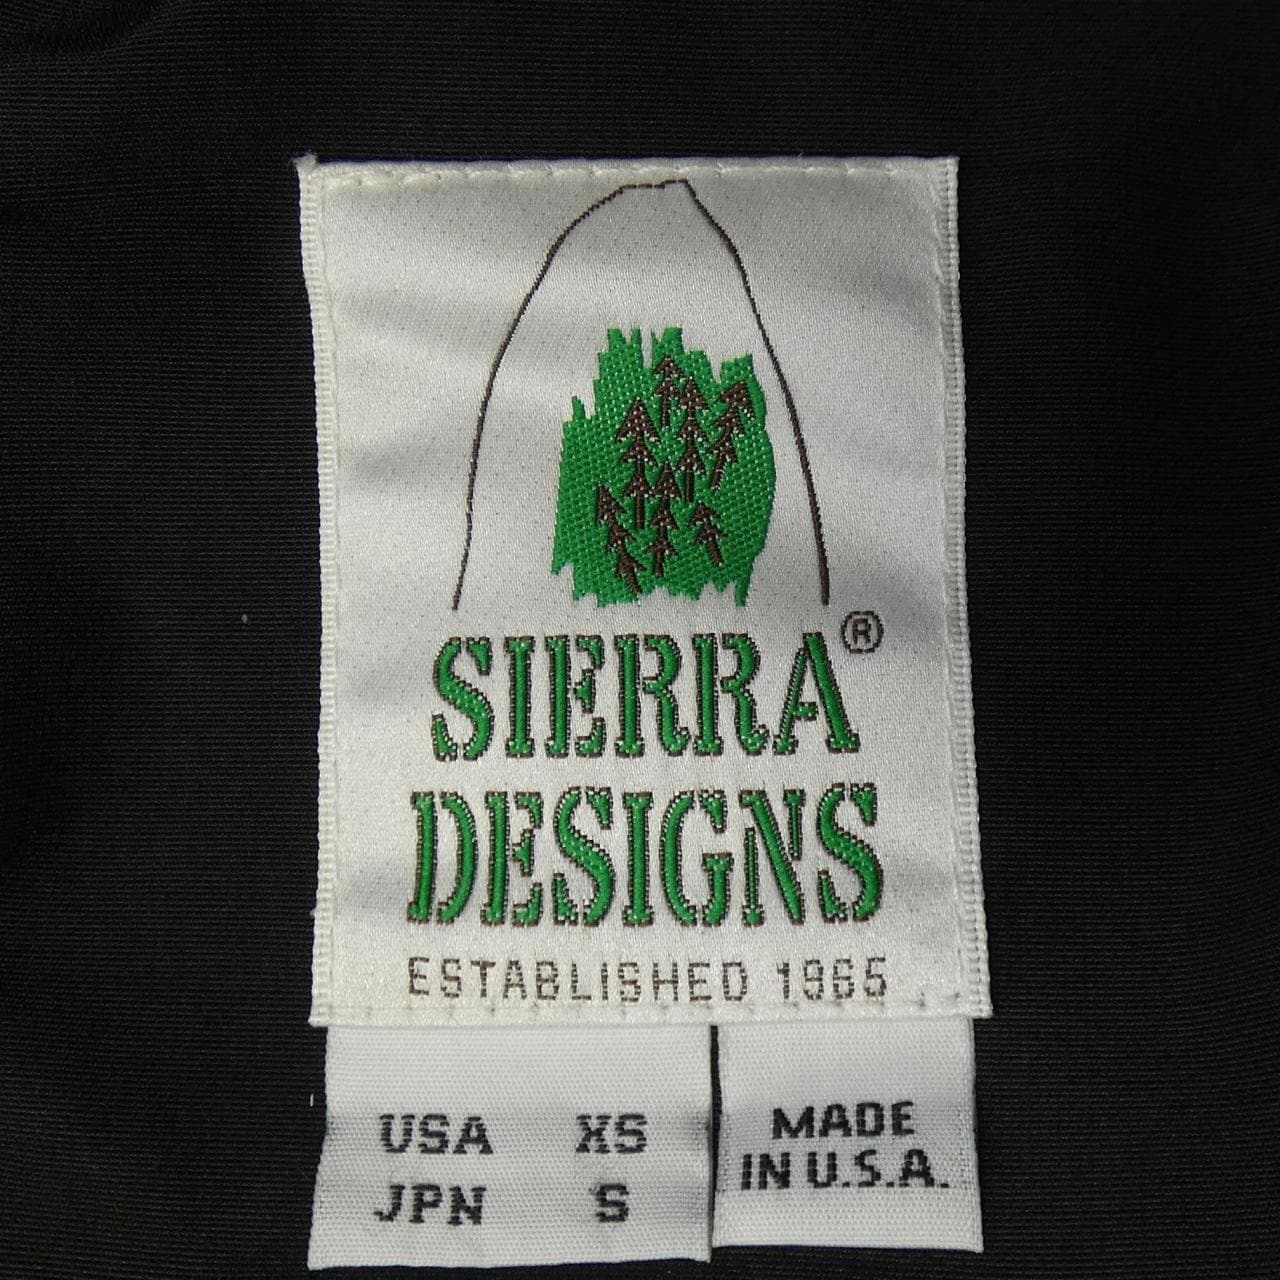 SIERRA®
DESIGNS
ESTABLISHED 1965
USA XS
JPN S
MADE
IN U.S.A.